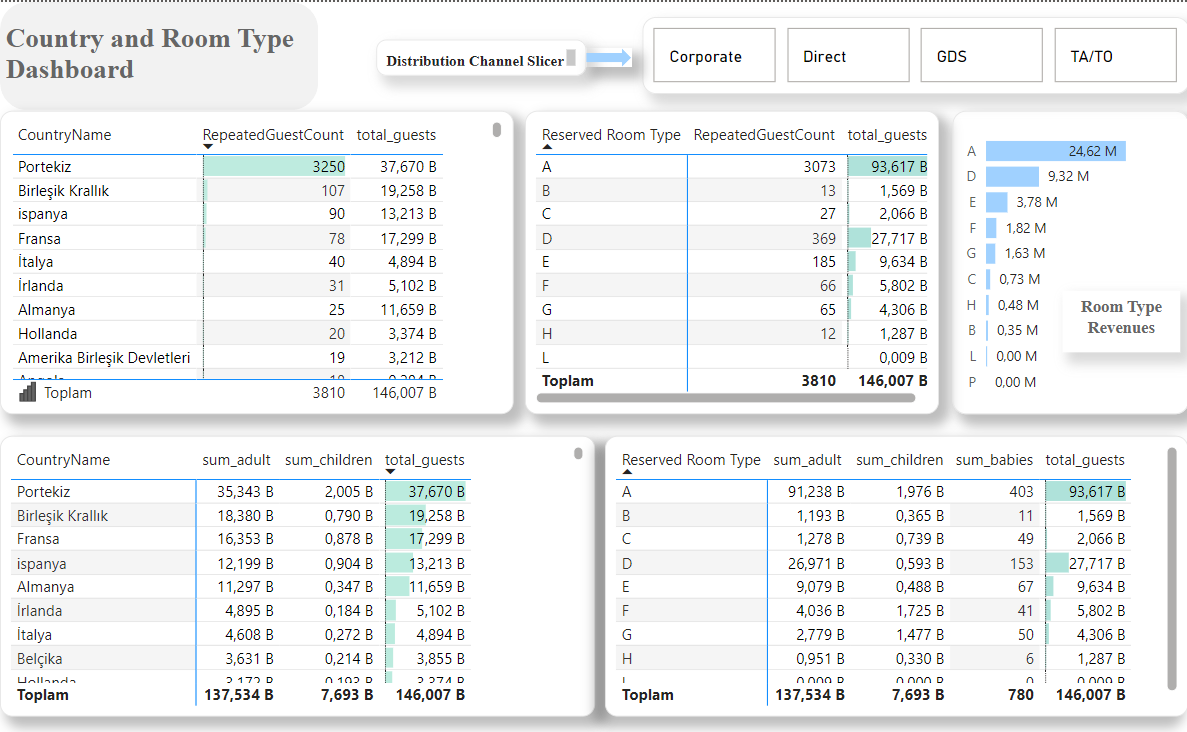 Country and Room Type
Dashboard
Distribution Channel Slicer
Corporate Direct GDS TA/TO
CountryName RepeatedGuestCount total_guests
Portekiz 3250 37,670 B
Birleşik Krallık 107 19,258 B
ispanya 90 13,213 B
Fransa 78 17,299 B
İtalya 40 4,894 B
İrlanda 31 5,102 B
Almanya 25 11,659 B
Hollanda 20 3,374 B
Amerika Birleşik Devletleri 19 3,212 B
Toplam 3810 146,007 B
Reserved Room Type RepeatedGuestCount total_guests
A 3073 93,617 B
B 13 1,569 B
C 27 2,066 B
D 369 27,717 B
E 185 9,634 B
F 66 5,802 B
G 65 4,306 B
H 12 1,287 B
L 0,009 B
Toplam 3810 146,007 B
A 24,62 M
D 9,32 M
E 3,78 M
F 1,82 M
G 1,63 M
C 0,73 M
H 0,48 M
B 0,35 M
L 0,00 M
P 0,00 M
Room Type
Revenues
CountryName sum_adult sum_children total_guests
Portekiz 35,343 B 2,005 B 37,670 B
Birleşik Krallık 18,380 B 0,790 B 19,258 B
Fransa 16,353 B 0,878 B 17,299 B
ispanya 12,199 B 0,904 B 13,213 B
Almanya 11,297 B 0,347 B 11,659 B
İrlanda 4,895 B 0,184 B 5,102 B
İtalya 4,608 B 0,272 B 4,894 B
Belçika 3,631 B 0,214 B 3,855 B
Hollanda 3,172 B 0,193 B 3,374 B
Toplam 137,534 B 7,693 B 146,007 B
Reserved Room Type sum_adult sum_children sum_babies total_guests
A 91,238 B 1,976 B 403 93,617 B
B 1,193 B 0,365 B 11 1,569 B
C 1,278 B 0,739 B 49 2,066 B
D 26,971 B 0,593 B 153 27,717 B
E 9,079 B 0,488 B 67 9,634 B
F 4,036 B 1,725 B 41 5,802 B
G 2,779 B 1,477 B 50 4,306 B
H 0,951 B 0,330 B 6 1,287 B
L 0,009 B 0,000 B 0 0,009 B
Toplam 137,534 B 7,693 B 780 146,007 B